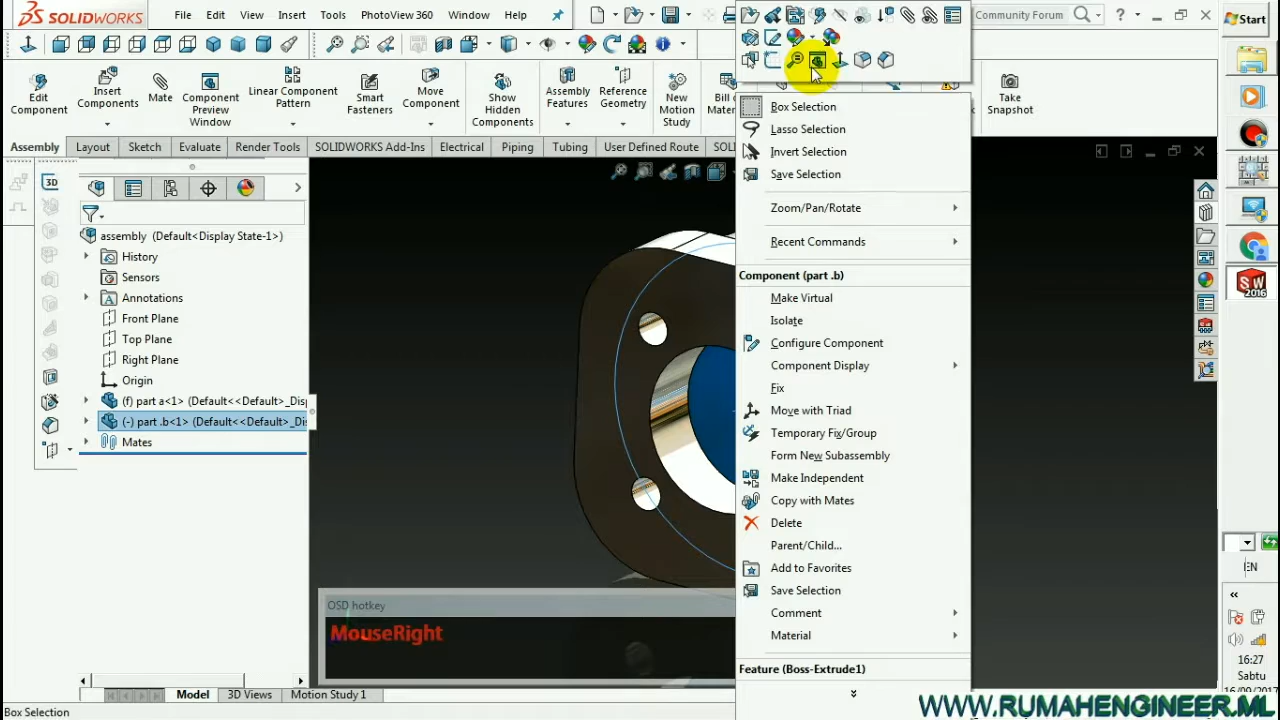 SOLIDWORKS
File
Edit
View
Insert
Tools
PhotoView 360
Window
Help
Community Forum
Start
Edit Component
Insert Components
Mate
Component Preview Window
Linear Component Pattern
Smart Fasteners
Move Component
Show Hidden Components
Assembly Features
Reference Geometry
New Motion Study
Bill of
Take Snapshot
Assembly
Layout
Sketch
Evaluate
Render Tools
SOLIDWORKS Add-Ins
Electrical
Piping
Tubing
User Defined Route
3D
assembly (Default<Display State-1>)
History
Sensors
Annotations
Front Plane
Top Plane
Right Plane
Origin
(f) part a<1> (Default<<Default>_Dis
(-) part .b<1> (Default<<Default>_Dis
Mates
Box Selection
Lasso Selection
Invert Selection
Save Selection
Zoom/Pan/Rotate
Recent Commands
Component (part .b)
Make Virtual
Isolate
Configure Component
Component Display
Fix
Move with Triad
Temporary Fix/Group
Form New Subassembly
Make Independent
Copy with Mates
Delete
Parent/Child...
Add to Favorites
Save Selection
Comment
Material
Feature (Boss-Extrude1)
OSD hotkey
MouseRight
SW
2016
EN
16:27
Sabtu
Model
3D Views
Motion Study 1
Box Selection
WWW.RUMAHENGINEER.ML